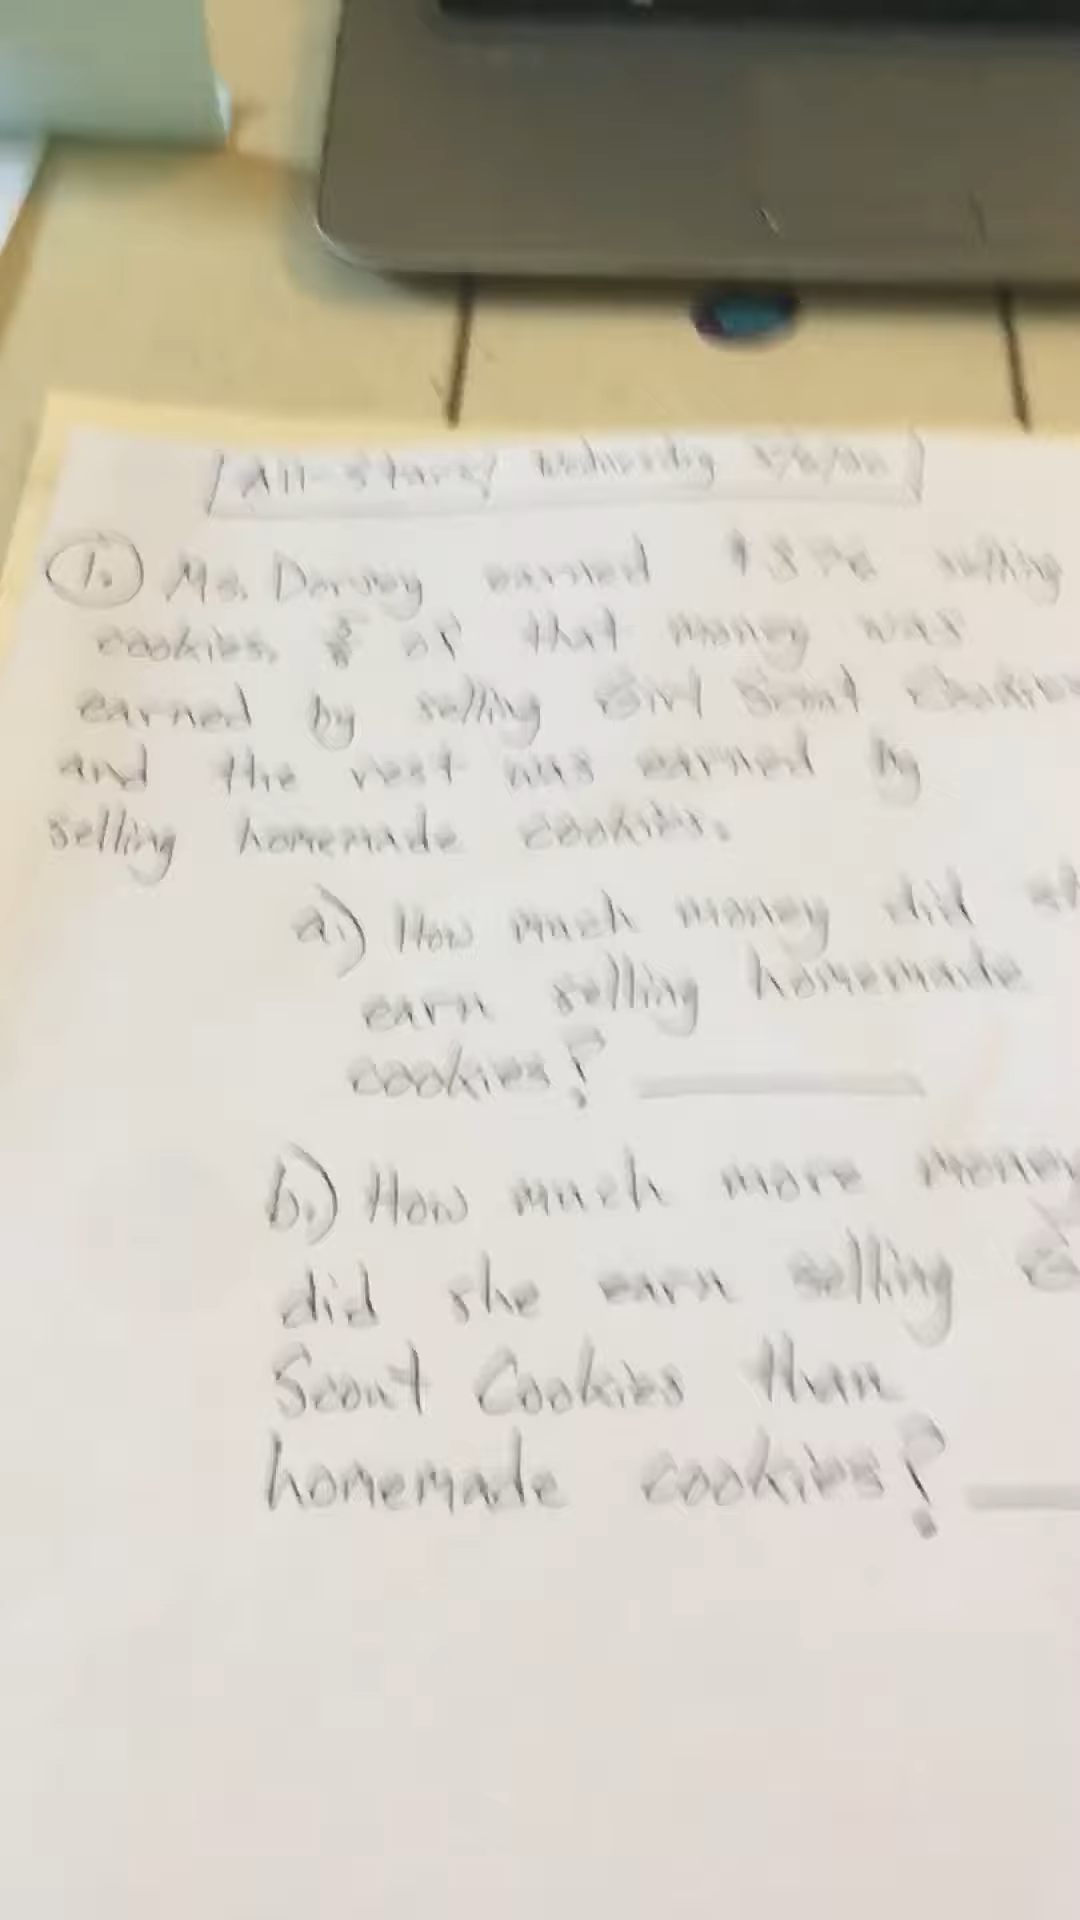 All-Stars/ Wednesday
1. Ms. Dorsey earned selling
cookies. of that money was
earned by selling Girl Scout Cookies
and the rest was earned by
selling homemade cookies.
a.) How much money did
earn selling homemade
cookies?
b.) How much more money
did she earn selling
Scout Cookies than
homemade cookies?